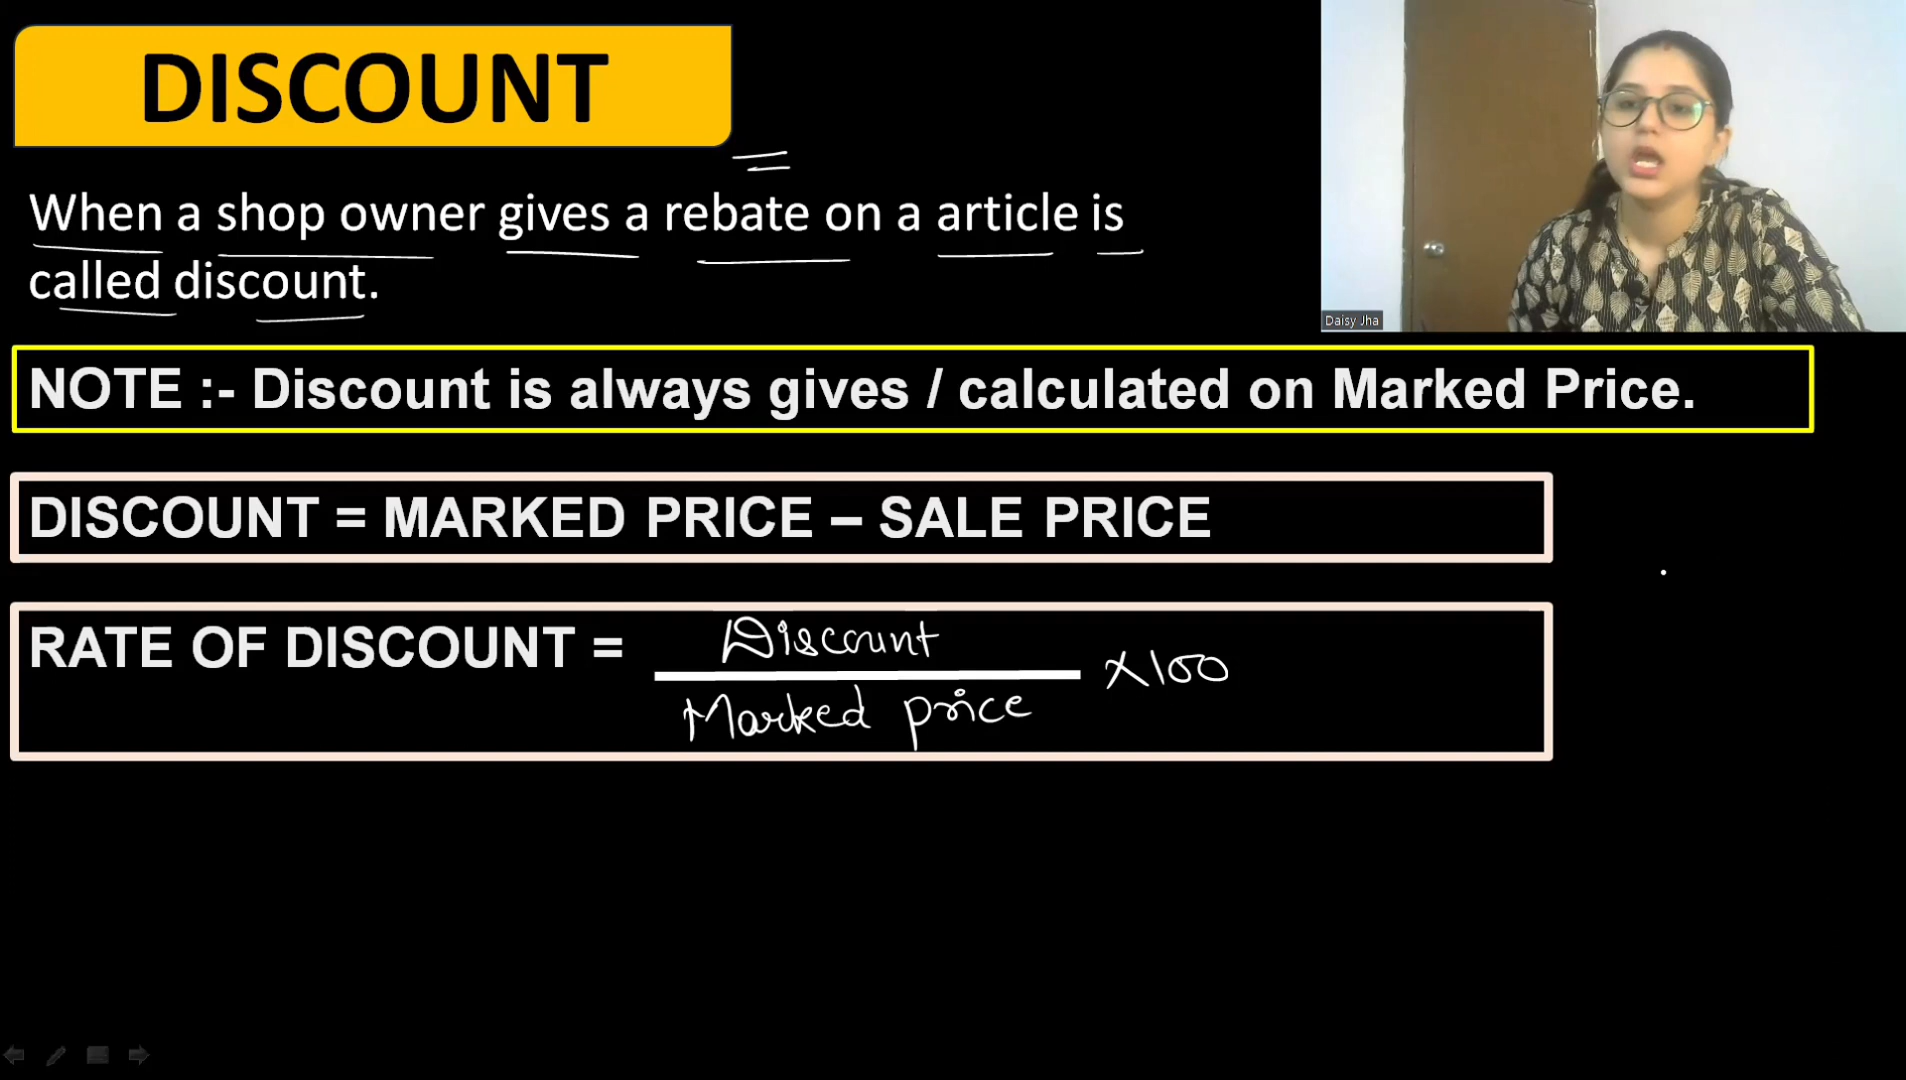 DISCOUNT
When a shop owner gives a rebate on a article is
called discount.
Daisy Jha
NOTE :- Discount is always gives / calculated on Marked Price.
DISCOUNT = MARKED PRICE – SALE PRICE
RATE OF DISCOUNT = Discount
Marked price
×100